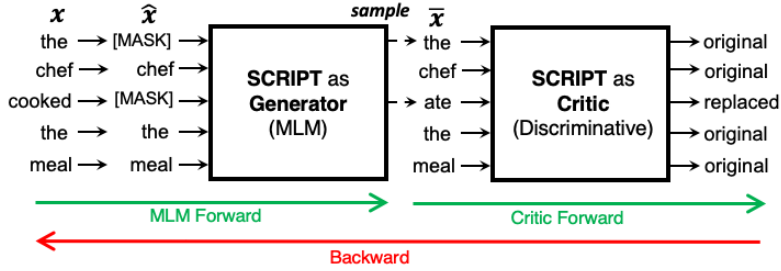 x x̂ sample x̄
the [MASK] the original
chef chef chef original
cooked [MASK] ate replaced
the the the original
meal meal meal original
SCRIPT as
Generator
(MLM)
SCRIPT as
Critic
(Discriminative)
MLM Forward Critic Forward
Backward